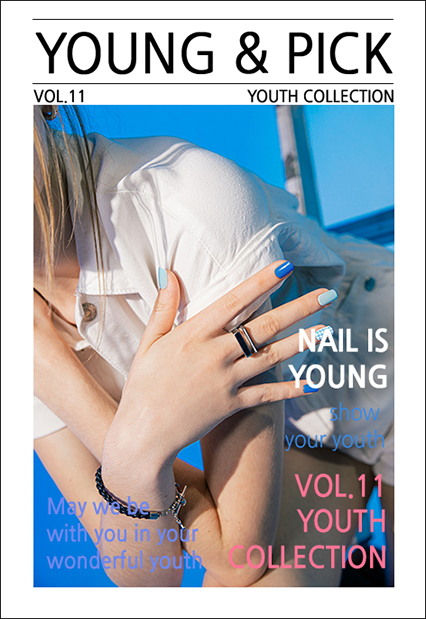 YOUNG & PICK
VOL.11
YOUTH COLLECTION
NAIL IS
YOUNG
show
your youth
VOL.11
YOUTH
COLLECTION
May we be
with you in your
wonderful youth